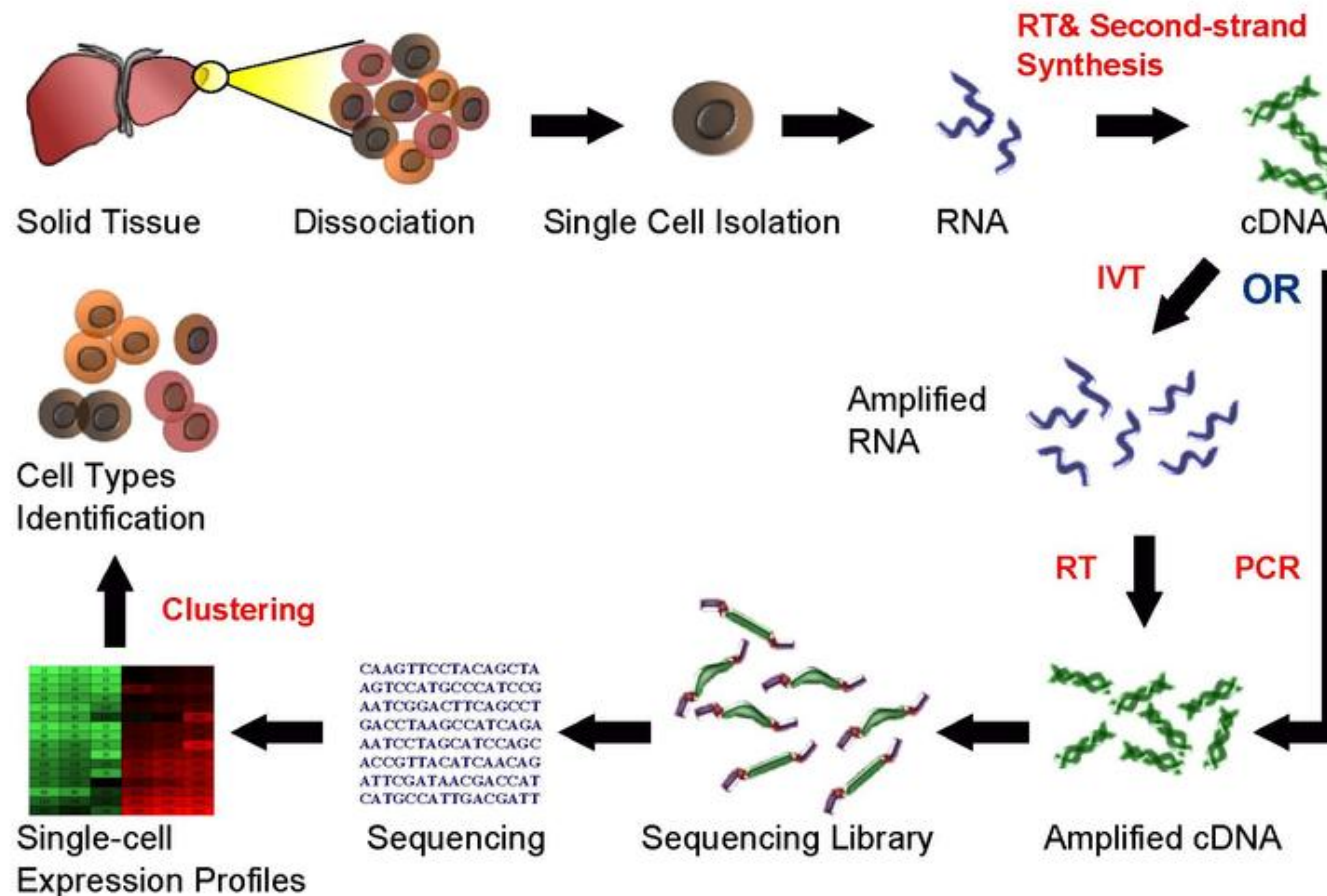 RT& Second-strand
Synthesis
Solid Tissue
Dissociation
Single Cell Isolation
RNA
cDNA
IVT
OR
Amplified
RNA
RT
PCR
Cell Types
Identification
Clustering
CAAGTTCCTACAGCTA
AGTCCATGCCCATCCG
AATCGGACTTCAGCCT
GACCTAAGCCATCAGA
AATCCTAGCATCCAGC
ACCGTTACATCAACAG
ATTCGATAACGACCAT
CATGCCATTGACGATT
Single-cell
Expression Profiles
Sequencing
Sequencing Library
Amplified cDNA